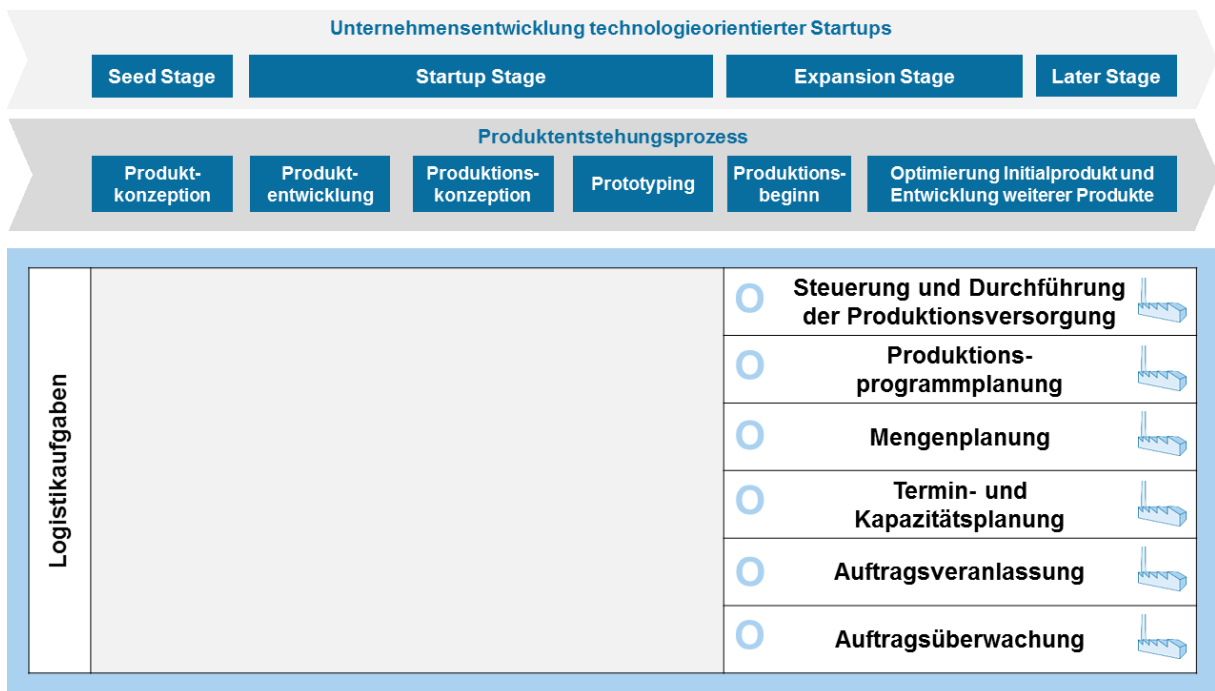 Unternehmensentwicklung technologieorientierter Startups
Seed Stage
Startup Stage
Expansion Stage
Later Stage
Produktentstehungsprozess
Produkt-
konzeption
Produkt-
entwicklung
Produktions-
konzeption
Prototyping
Produktions-
beginn
Optimierung Initialprodukt und
Entwicklung weiterer Produkte
Logistikaufgaben
O
Steuerung und Durchführung
der Produktionsversorgung
O
Produktions-
programmplanung
O
Mengenplanung
O
Termin- und
Kapazitätsplanung
O
Auftragsveranlassung
O
Auftragsüberwachung